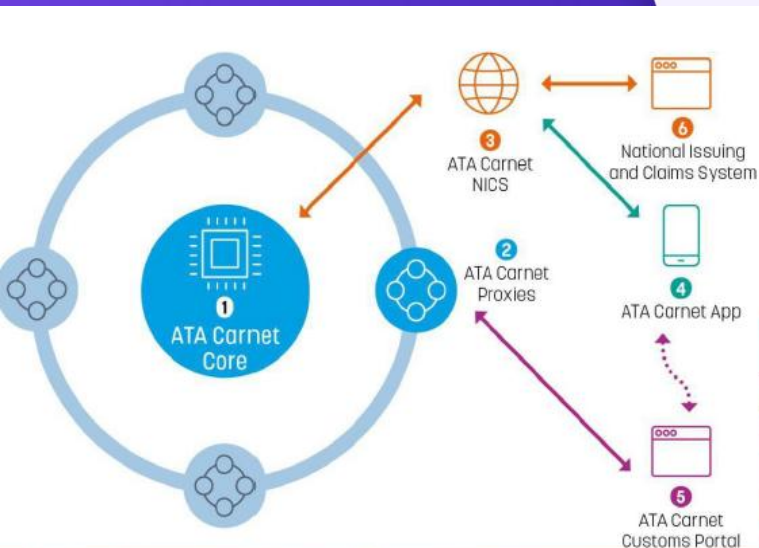 1
ATA Carnet
Core
2
ATA Carnet
Proxies
3
ATA Carnet
NICS
4
ATA Carnet App
5
ATA Carnet
Customs Portal
6
National Issuing
and Claims System